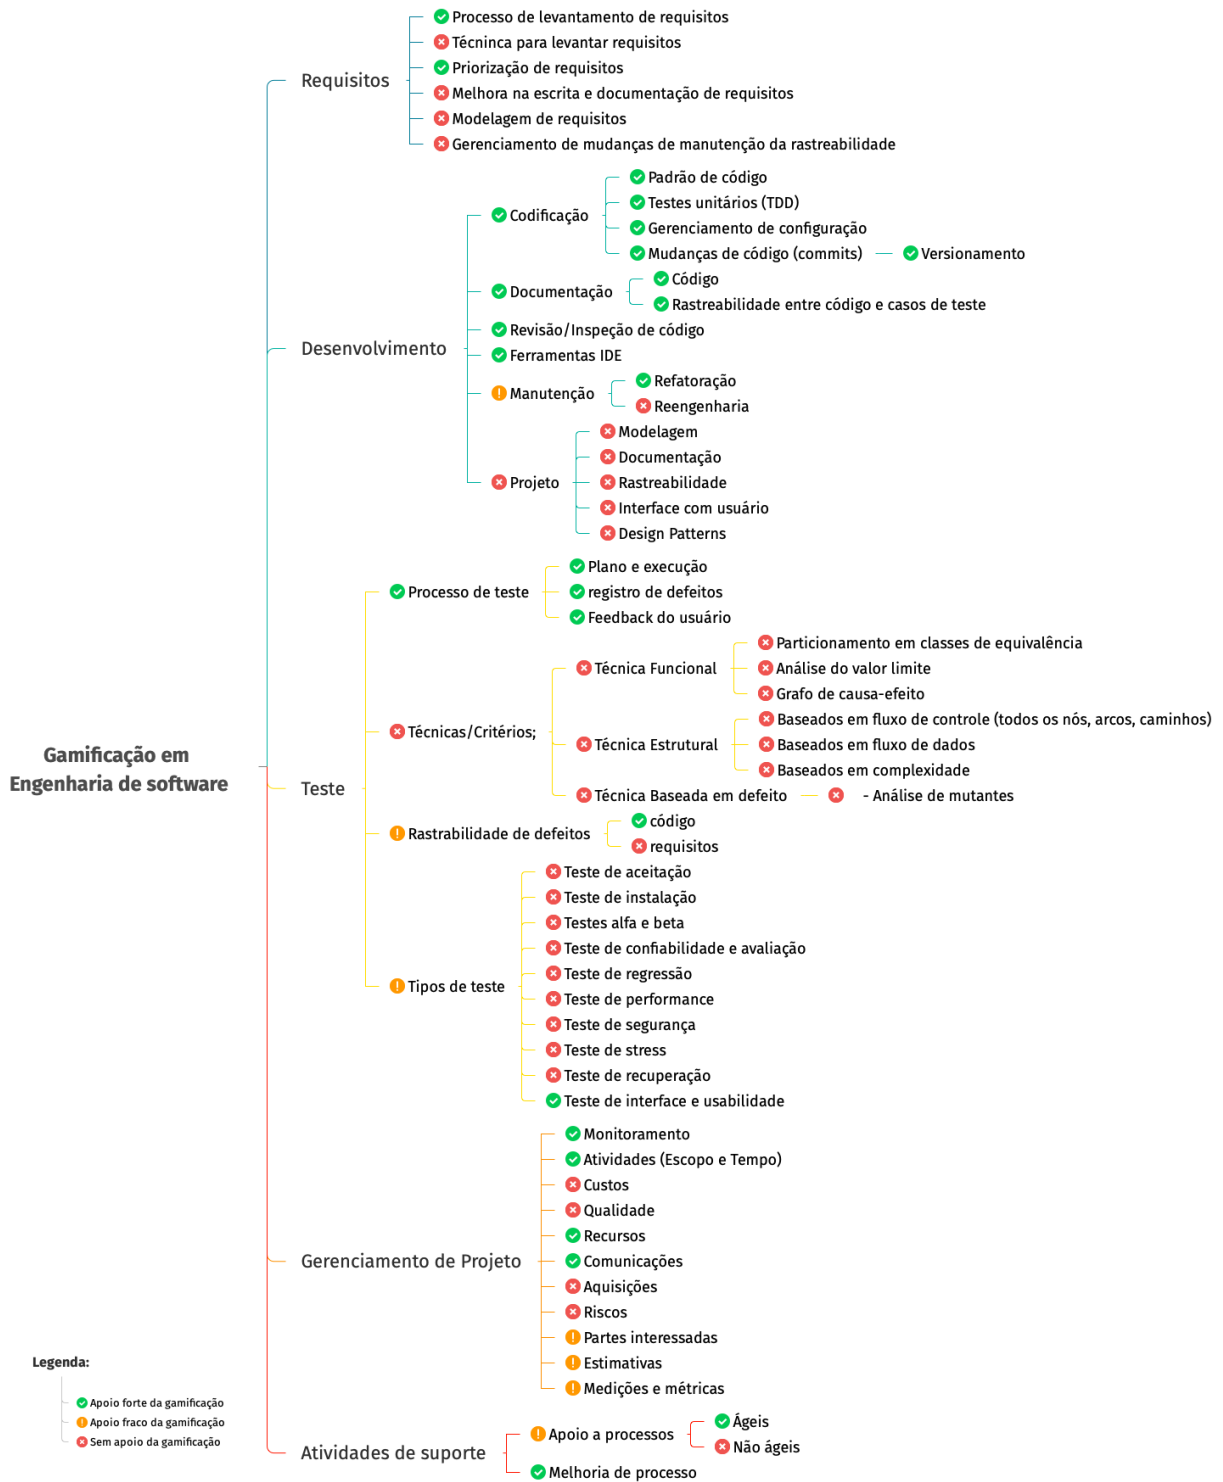 Gamificação em
Engenharia de software
Requisitos
Processo de levantamento de requisitos
Técninca para levantar requisitos
Priorização de requisitos
Melhora na escrita e documentação de requisitos
Modelagem de requisitos
Gerenciamento de mudanças de manutenção da rastreabilidade
Desenvolvimento
Codificação
Padrão de código
Testes unitários (TDD)
Gerenciamento de configuração
Mudanças de código (commits)
Versionamento
Documentação
Código
Rastreabilidade entre código e casos de teste
Revisão/Inspeção de código
Ferramentas IDE
Manutenção
Refatoração
Reengenharia
Projeto
Modelagem
Documentação
Rastreabilidade
Interface com usuário
Design Patterns
Teste
Processo de teste
Plano e execução
registro de defeitos
Feedback do usuário
Técnicas/Critérios;
Técnica Funcional
Particionamento em classes de equivalência
Análise do valor limite
Grafo de causa-efeito
Técnica Estrutural
Baseados em fluxo de controle (todos os nós, arcos, caminhos)
Baseados em fluxo de dados
Baseados em complexidade
Técnica Baseada em defeito
- Análise de mutantes
Rastrabilidade de defeitos
código
requisitos
Tipos de teste
Teste de aceitação
Teste de instalação
Testes alfa e beta
Teste de confiabilidade e avaliação
Teste de regressão
Teste de performance
Teste de segurança
Teste de stress
Teste de recuperação
Teste de interface e usabilidade
Gerenciamento de Projeto
Monitoramento
Atividades (Escopo e Tempo)
Custos
Qualidade
Recursos
Comunicações
Aquisições
Riscos
Partes interessadas
Estimativas
Medições e métricas
Atividades de suporte
Apoio a processos
Ágeis
Não ágeis
Melhoria de processo
Legenda:
Apoio forte da gamificação
Apoio fraco da gamificação
Sem apoio da gamificação